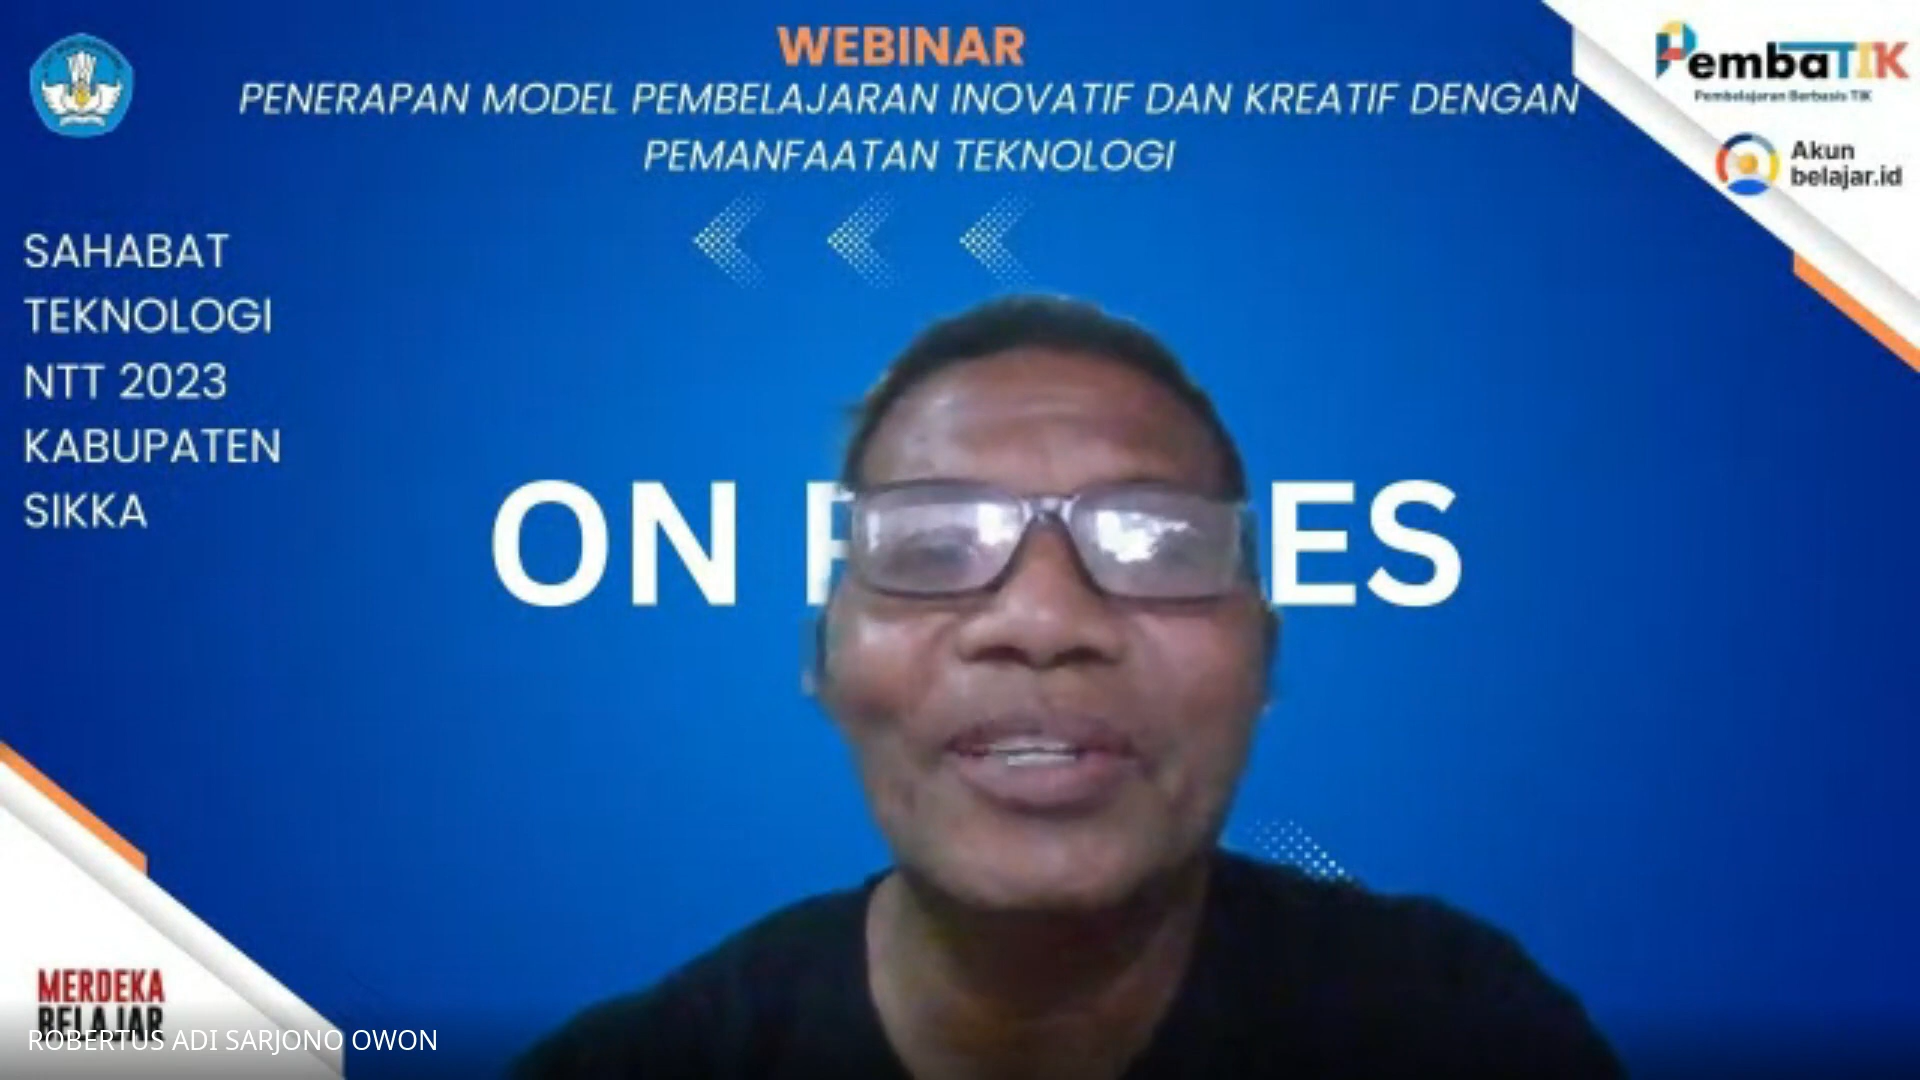 WEBINAR
PENERAPAN MODEL PEMBELAJARAN INOVATIF DAN KREATIF DENGAN
PEMANFAATAN TEKNOLOGI
PembaTIK
Pembelajaran Berbasis TIK
Akun
belajar.id
SAHABAT
TEKNOLOGI
NTT 2023
KABUPATEN
SIKKA
ON
ES
MERDEKA
BELAJAR
ROBERTUS ADI SARJONO OWON